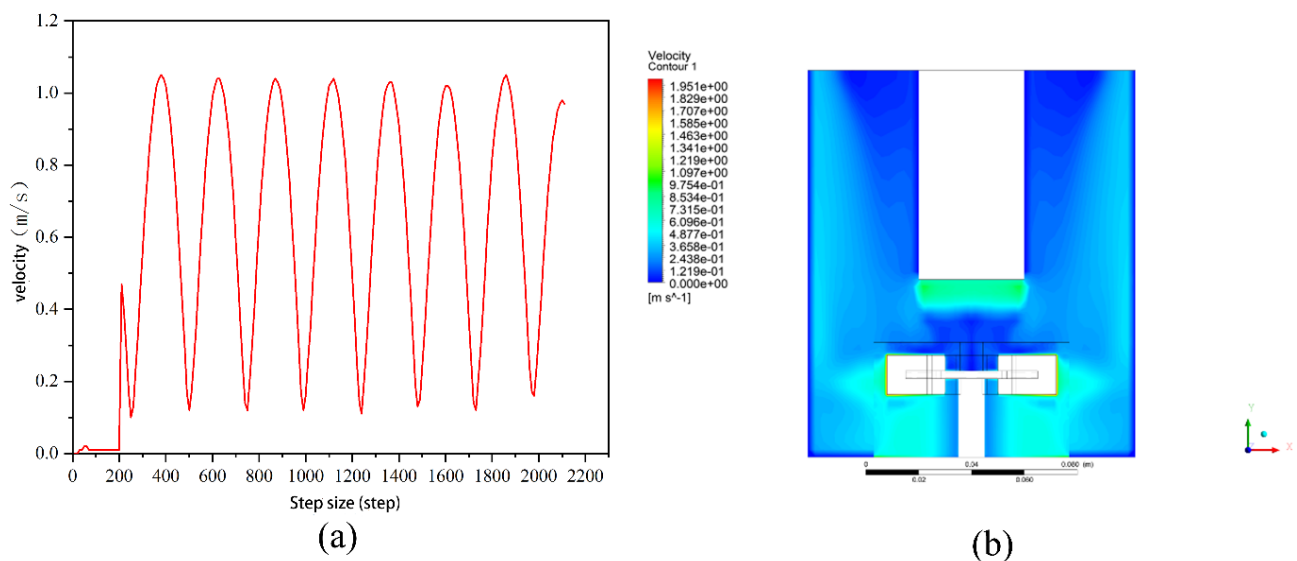 1.2
1.0
0.8
0.6
0.4
0.2
0.0
velocity（m/s）
0 200 400 600 800 1000 1200 1400 1600 1800 2000 2200
Step size (step)
(a)
Velocity
Contour 1
1.951e+00
1.829e+00
1.707e+00
1.585e+00
1.463e+00
1.341e+00
1.219e+00
1.097e+00
9.754e-01
8.534e-01
7.315e-01
6.096e-01
4.877e-01
3.658e-01
2.438e-01
1.219e-01
0.000e+00
[m s^-1]
0 0.04 0.080 (m)
0.02 0.060
Y
X
(b)